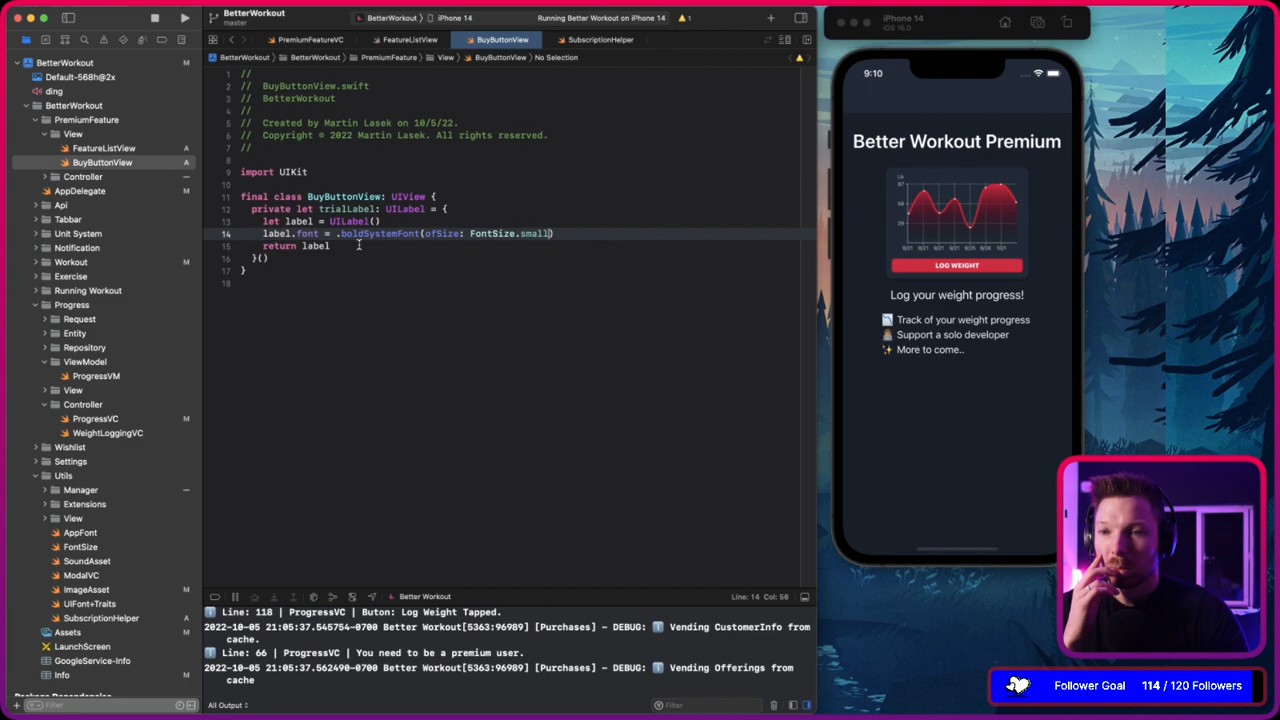 BetterWorkout
master
BetterWorkout
iPhone 14
Running Better Workout on iPhone 14
1
PremiumFeatureVC
FeatureListView
BuyButtonView
SubscriptionHelper
BetterWorkout
BetterWorkout
PremiumFeature
View
BuyButtonView
No Selection
BetterWorkout M
Default-568h@2x
ding
BetterWorkout
PremiumFeature
View
FeatureListView A
BuyButtonView A
Controller
AppDelegate M
Api
Tabbar
Unit System
Notification
Workout
Exercise
Running Workout
Progress
Request
Entity
Repository
ViewModel
ProgressVM
View
Controller
ProgressVC M
WeightLoggingVC
Wishlist
Settings
Utils
Manager
Extensions
View
AppFont
FontSize
SoundAsset
ModalVC
ImageAsset M
UIFont+Traits
SubscriptionHelper A
Assets M
LaunchScreen
GoogleService-Info
Info
Filter
1 //
2 //  BuyButtonView.swift
3 //  BetterWorkout
4 //
5 //  Created by Martin Lasek on 10/5/22.
6 //  Copyright © 2022 Martin Lasek. All rights reserved.
7 //
8
9 import UIKit
10
11 final class BuyButtonView: UIView {
12   private let trialLabel: UILabel = {
13     let label = UILabel()
14     label.font = .boldSystemFont(ofSize: FontSize.small)
15     return label
16   }()
17 }
18
Better Workout
Line: 14 Col: 56
Line: 118 | ProgressVC | Buton: Log Weight Tapped.
2022-10-05 21:05:37.545754-0700 Better Workout[5363:96989] [Purchases] - DEBUG: Vending CustomerInfo from
cache.
Line: 66 | ProgressVC | You need to be a premium user.
2022-10-05 21:05:37.562490-0700 Better Workout[5363:96989] [Purchases] - DEBUG: Vending Offerings from
cache
All Output
Filter
iPhone 14
iOS 16.0
9:10
Better Workout Premium
LOG WEIGHT
Log your weight progress!
Track of your weight progress
Support a solo developer
More to come..
Follower Goal 114 / 120 Followers